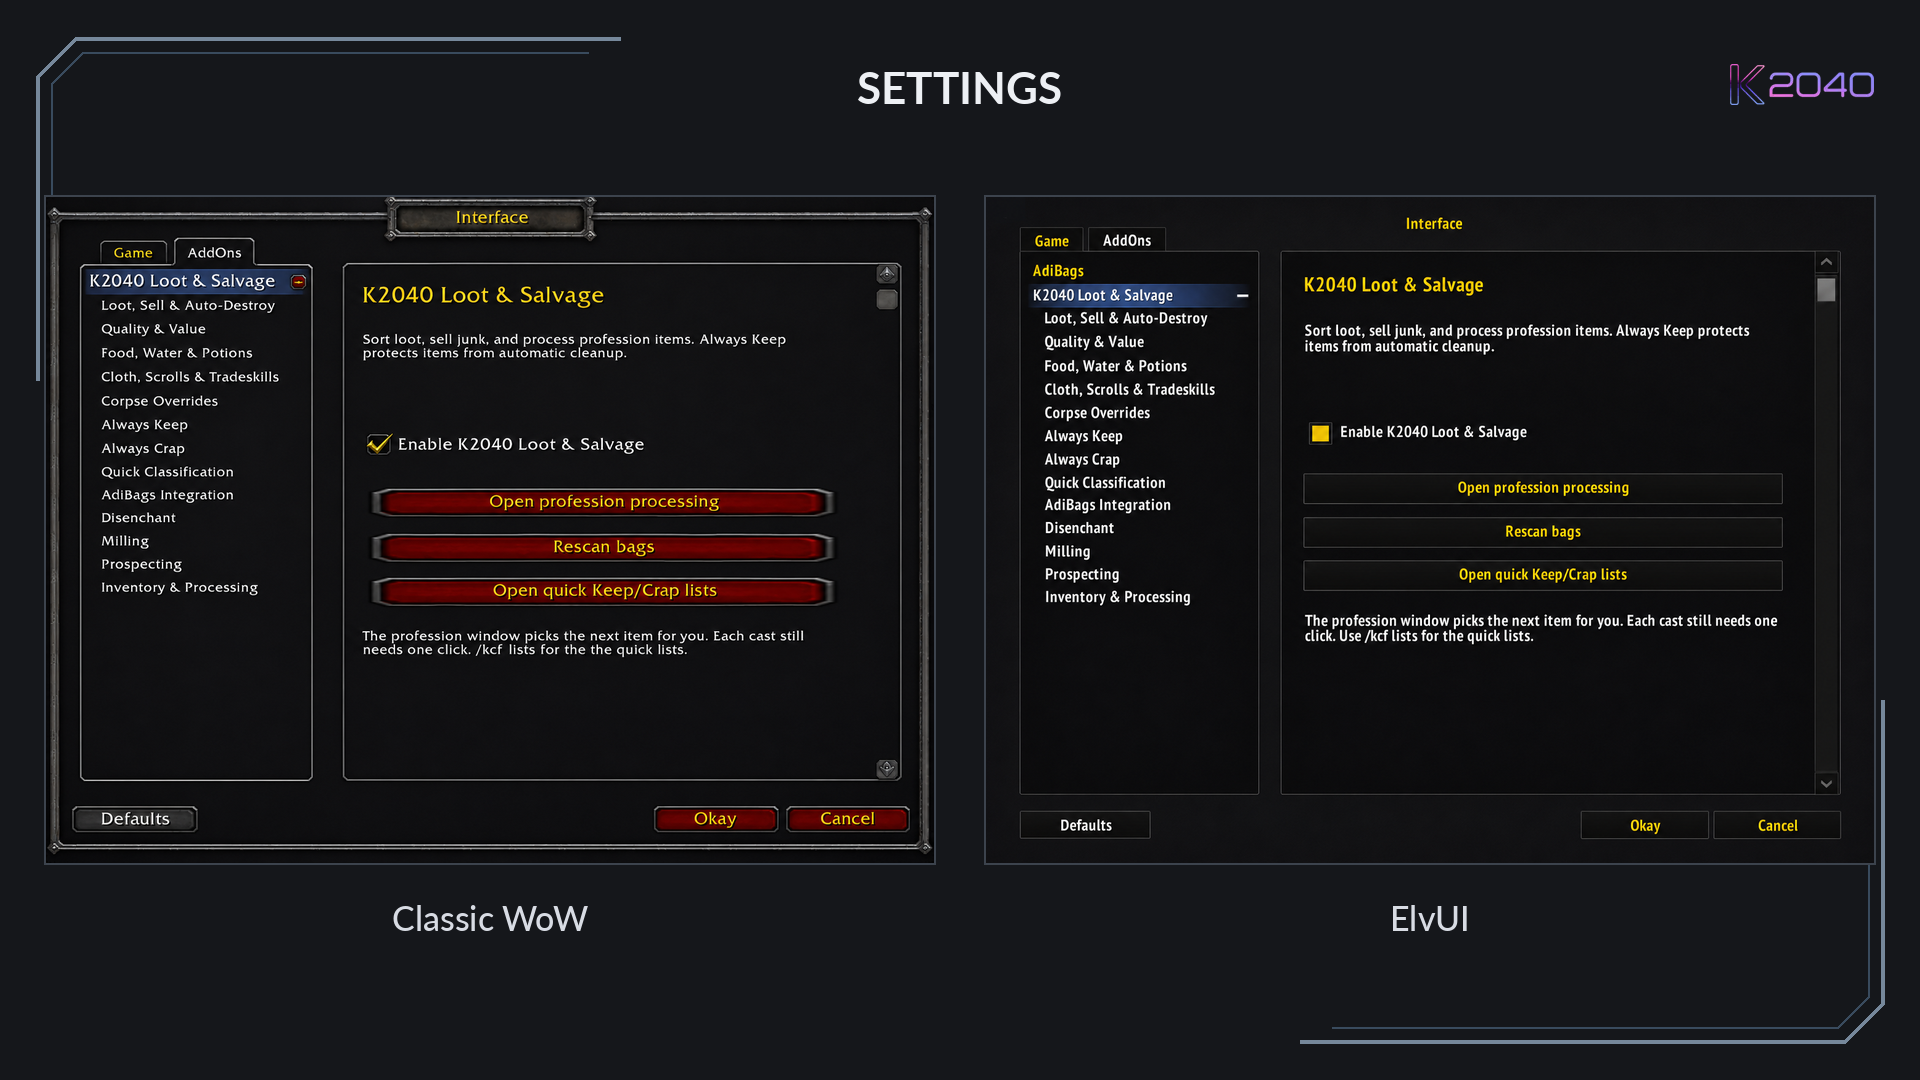 SETTINGS
K2040
Interface
Game
AddOns
K2040 Loot & Salvage
Loot, Sell & Auto-Destroy
Quality & Value
Food, Water & Potions
Cloth, Scrolls & Tradeskills
Corpse Overrides
Always Keep
Always Crap
Quick Classification
AdiBags Integration
Disenchant
Milling
Prospecting
Inventory & Processing
K2040 Loot & Salvage
Sort loot, sell junk, and process profession items. Always Keep
protects items from automatic cleanup.
Enable K2040 Loot & Salvage
Open profession processing
Rescan bags
Open quick Keep/Crap lists
The profession window picks the next item for you. Each cast still
needs one click. /kcf lists for the the quick lists.
Defaults
Okay
Cancel
Classic WoW
Interface
Game
AddOns
AdiBags
K2040 Loot & Salvage
Loot, Sell & Auto-Destroy
Quality & Value
Food, Water & Potions
Cloth, Scrolls & Tradeskills
Corpse Overrides
Always Keep
Always Crap
Quick Classification
AdiBags Integration
Disenchant
Milling
Prospecting
Inventory & Processing
K2040 Loot & Salvage
Sort loot, sell junk, and process profession items. Always Keep protects
items from automatic cleanup.
Enable K2040 Loot & Salvage
Open profession processing
Rescan bags
Open quick Keep/Crap lists
The profession window picks the next item for you. Each cast still needs one
click. Use /kcf lists for the quick lists.
Defaults
Okay
Cancel
ElvUI